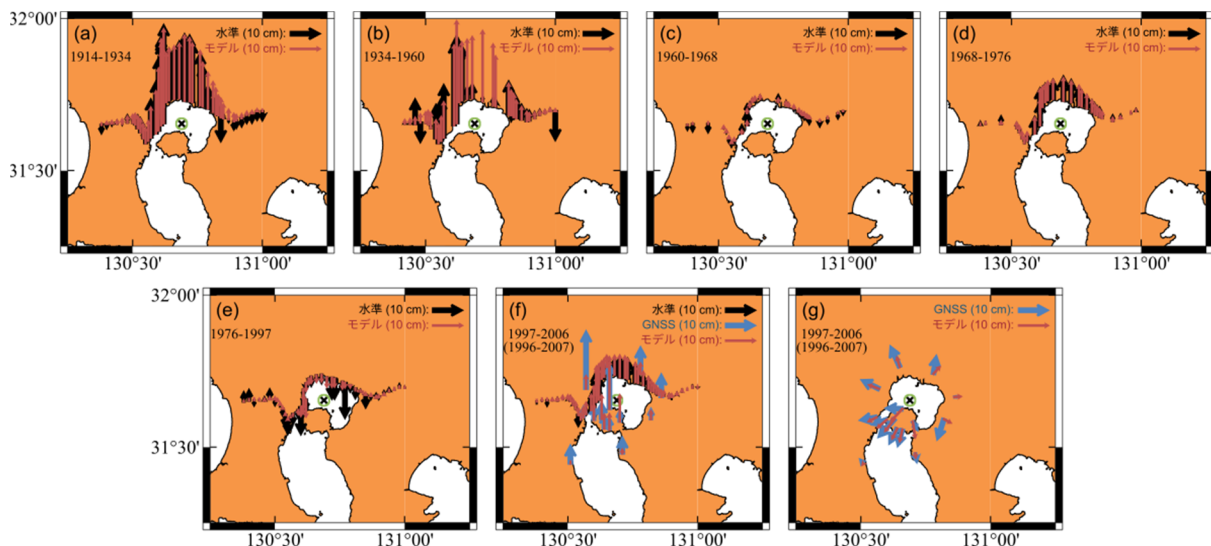 32°00'
31°30'
(a)
水準 (10 cm):
モデル (10 cm):
1914-1934
(b)
水準 (10 cm):
モデル (10 cm):
1934-1960
(c)
水準 (10 cm):
モデル (10 cm):
1960-1968
(d)
水準 (10 cm):
モデル (10 cm):
1968-1976
130°30' 131°00' 130°30' 131°00' 130°30' 131°00' 130°30' 131°00'
32°00'
31°30'
(e)
水準 (10 cm):
モデル (10 cm):
1976-1997
(f)
水準 (10 cm):
GNSS (10 cm):
モデル (10 cm):
1997-2006
(1996-2007)
(g)
GNSS (10 cm):
モデル (10 cm):
1997-2006
(1996-2007)
130°30' 131°00' 130°30' 131°00' 130°30' 131°00'